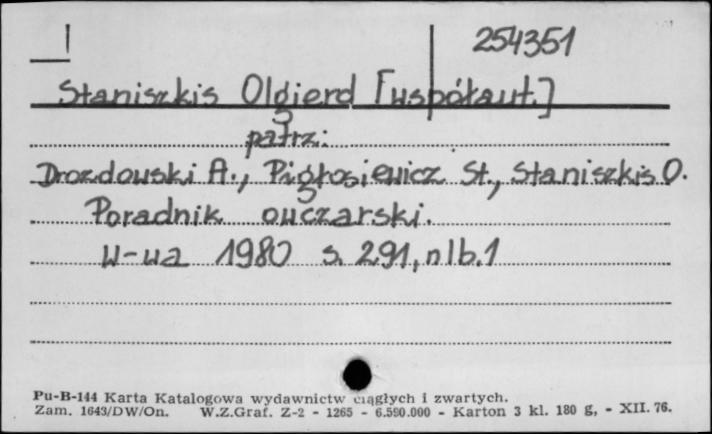 254351
Staniszkis Olgierd [współaut.]
patrz:
Drozdowski A., Pigłosiewicz St., Staniszkis O.
Poradnik owczarski.
W-wa 1980 s. 291, nlb. 1
Pu-B-144 Karta Katalogowa wydawnictw ciągłych i zwartych.
Zam. 1643/DW/On. W.Z.Graf. Z-2 - 1265 - 6.590.000 - Karton 3 kl. 180 g, - XII. 76.